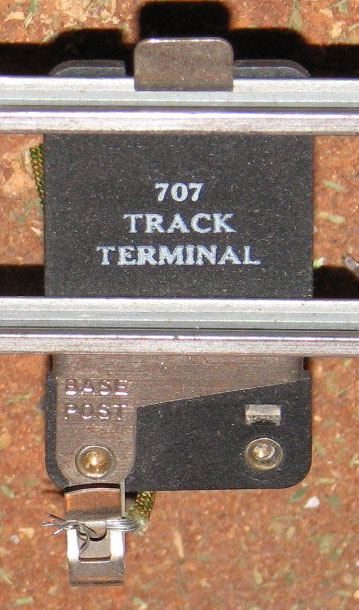 707
TRACK
TERMINAL
BASE
POST